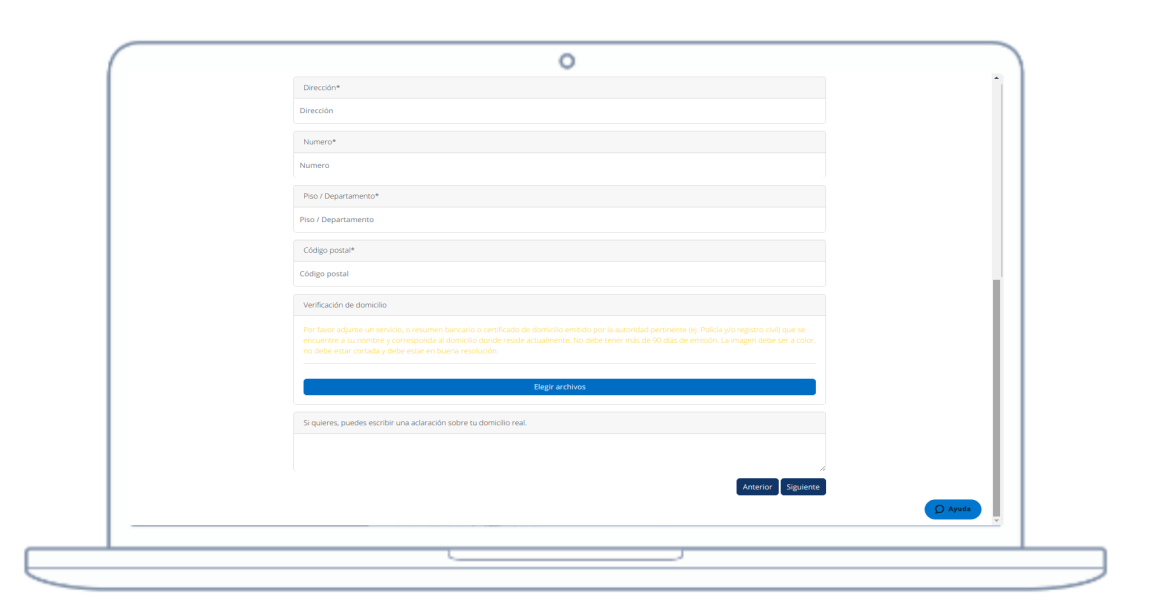 Dirección*
Dirección
Numero*
Numero
Piso / Departamento*
Piso / Departamento
Código postal*
Código postal
Verificación de domicilio
Por favor adjunte un servicio, o resumen bancario o certificado de domicilio emitido por la autoridad pertinente (ej: Policía y/o registro civil) que se
encuentre a su nombre y corresponda al domicilio donde reside actualmente. No debe tener más de 90 días de emisión. La imagen debe ser a color,
no debe estar cortada y debe estar en buena resolución.
Elegir archivos
Si quieres, puedes escribir una aclaración sobre tu domicilio real.
Anterior Siguiente
Ayuda